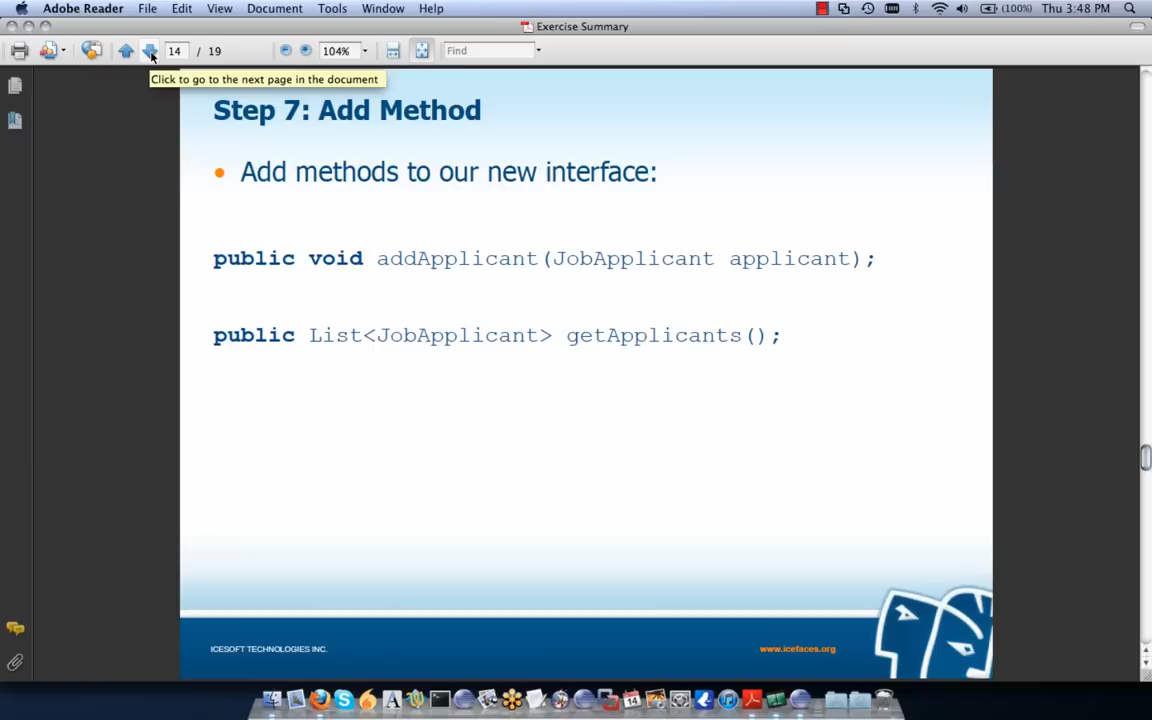 Adobe Reader File Edit View Document Tools Window Help (100%) Thu 3:48 PM
Exercise Summary
14 / 19 104% Find
Click to go to the next page in the document
Step 7: Add Method
• Add methods to our new interface:
public void addApplicant(JobApplicant applicant);
public List<JobApplicant> getApplicants();
ICESOFT TECHNOLOGIES INC. www.icefaces.org